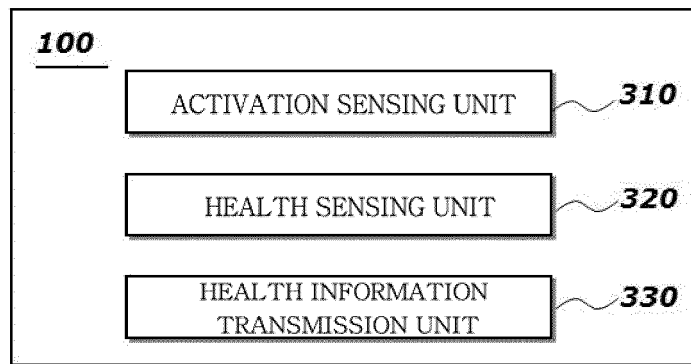 100
ACTIVATION SENSING UNIT
310
HEALTH SENSING UNIT
320
HEALTH INFORMATION
TRANSMISSION UNIT
330